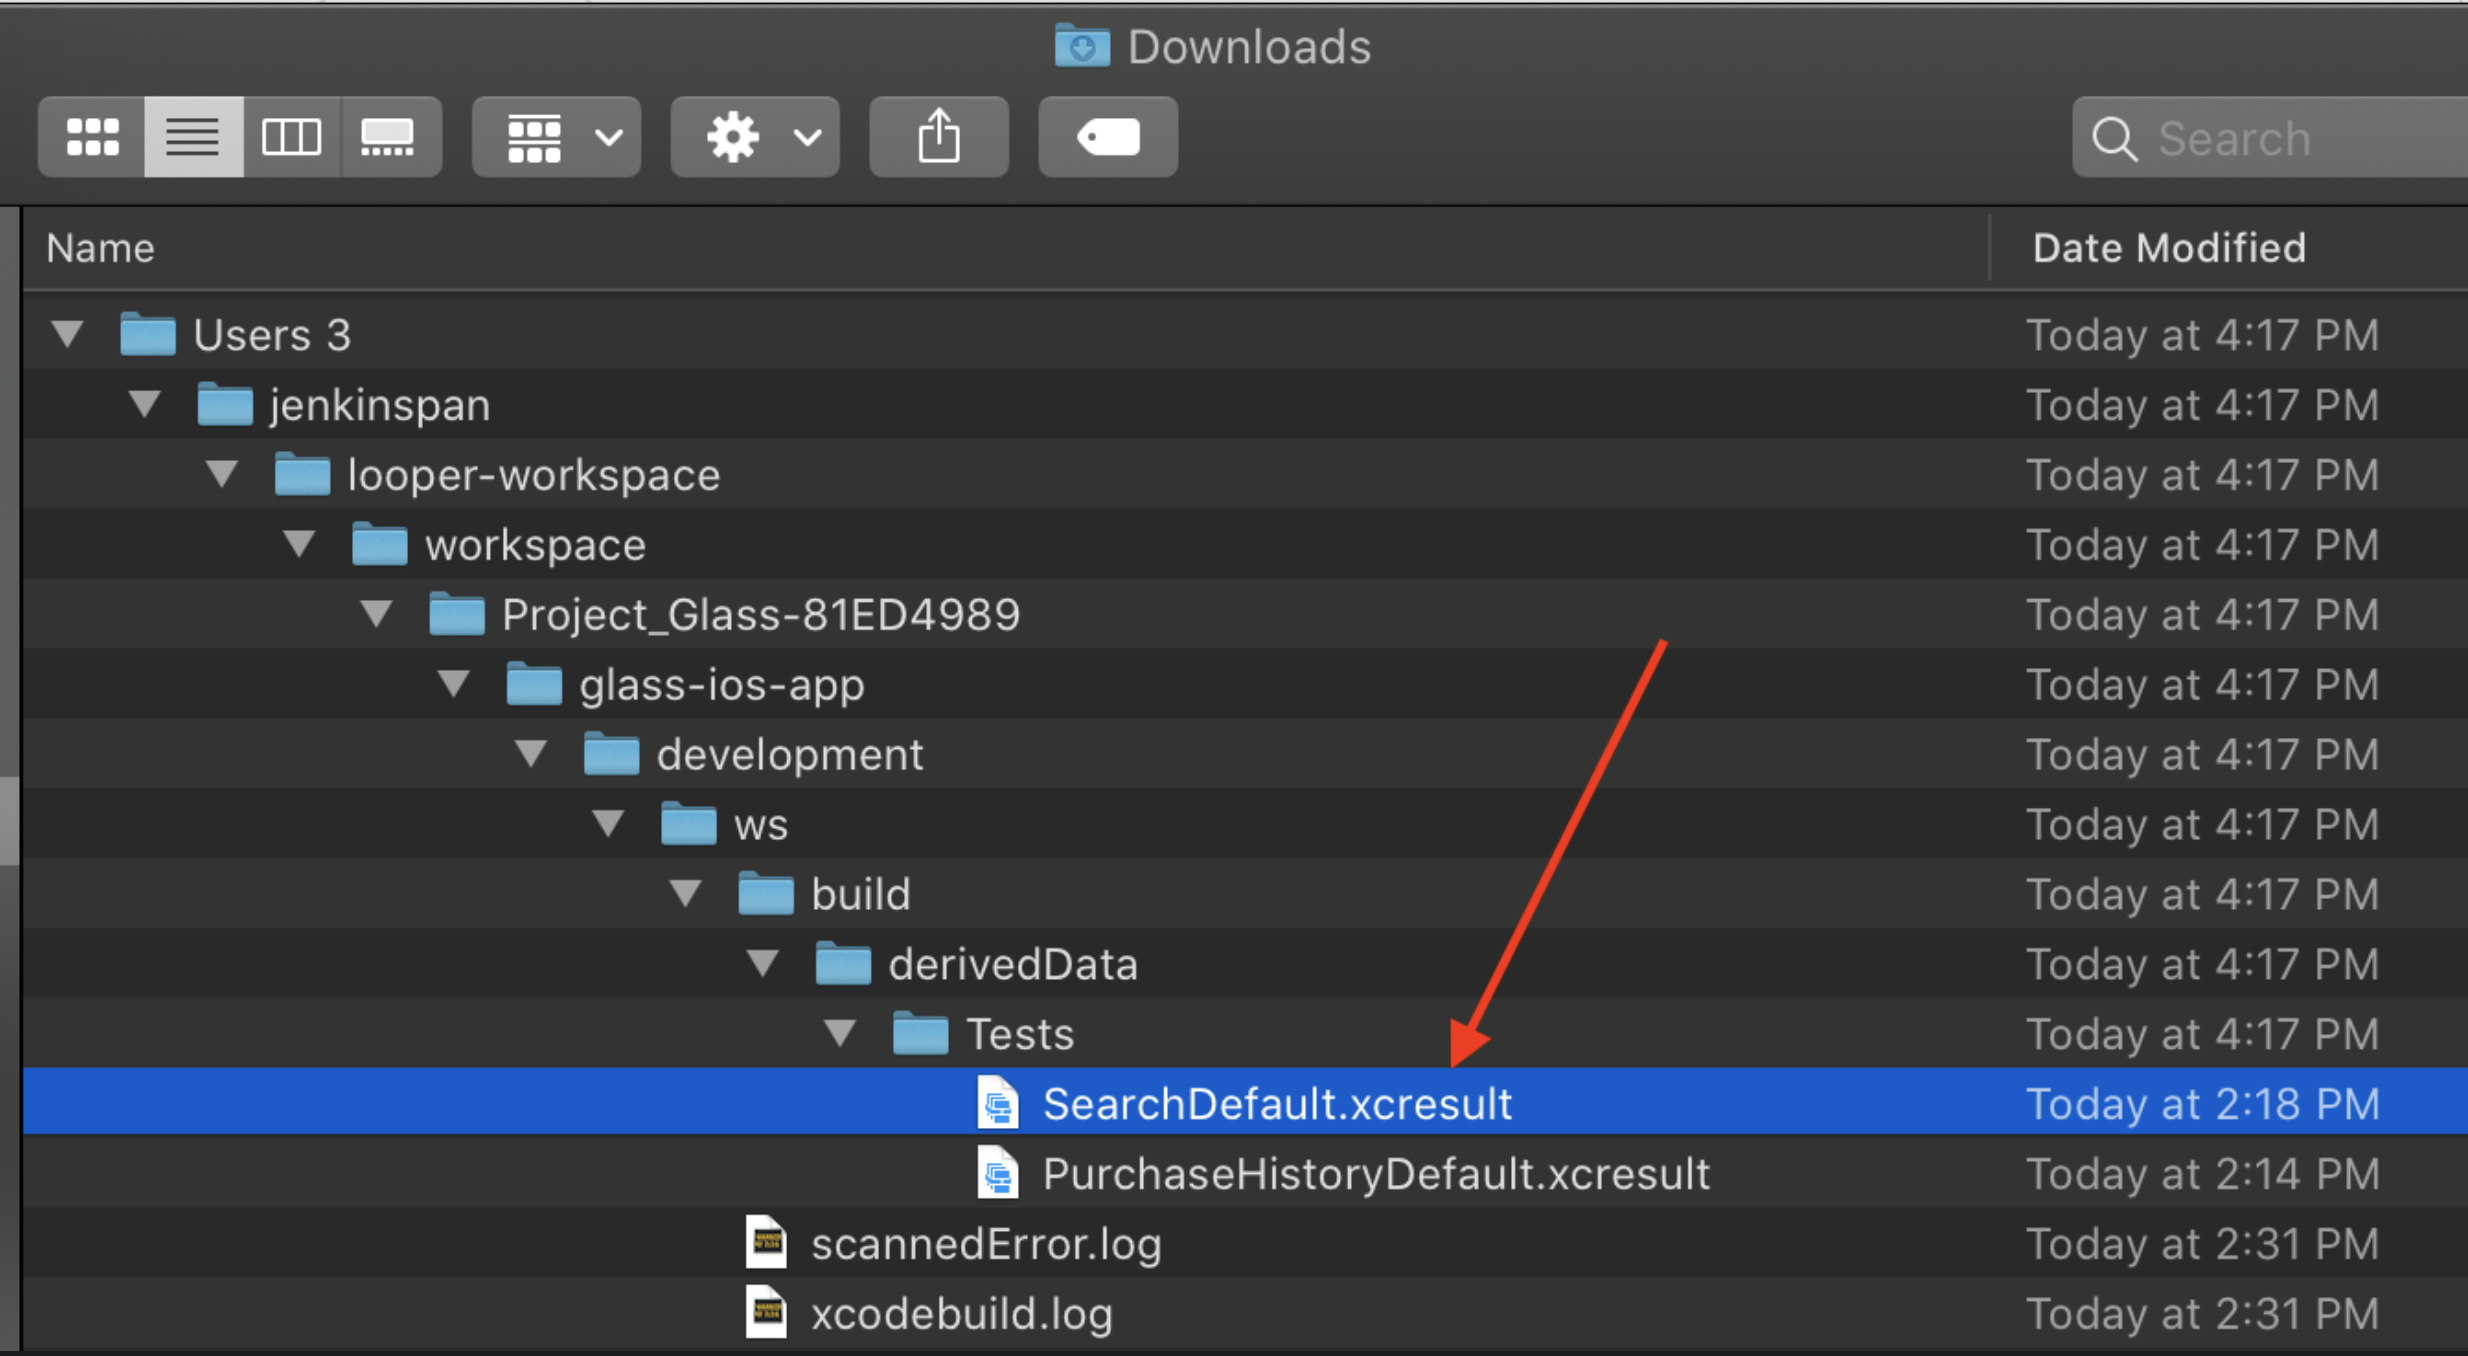 Downloads
Search
Name Date Modified
Users 3 Today at 4:17 PM
jenkinspan Today at 4:17 PM
looper-workspace Today at 4:17 PM
workspace Today at 4:17 PM
Project_Glass-81ED4989 Today at 4:17 PM
glass-ios-app Today at 4:17 PM
development Today at 4:17 PM
ws Today at 4:17 PM
build Today at 4:17 PM
derivedData Today at 4:17 PM
Tests Today at 4:17 PM
SearchDefault.xcresult Today at 2:18 PM
PurchaseHistoryDefault.xcresult Today at 2:14 PM
scannedError.log Today at 2:31 PM
xcodebuild.log Today at 2:31 PM